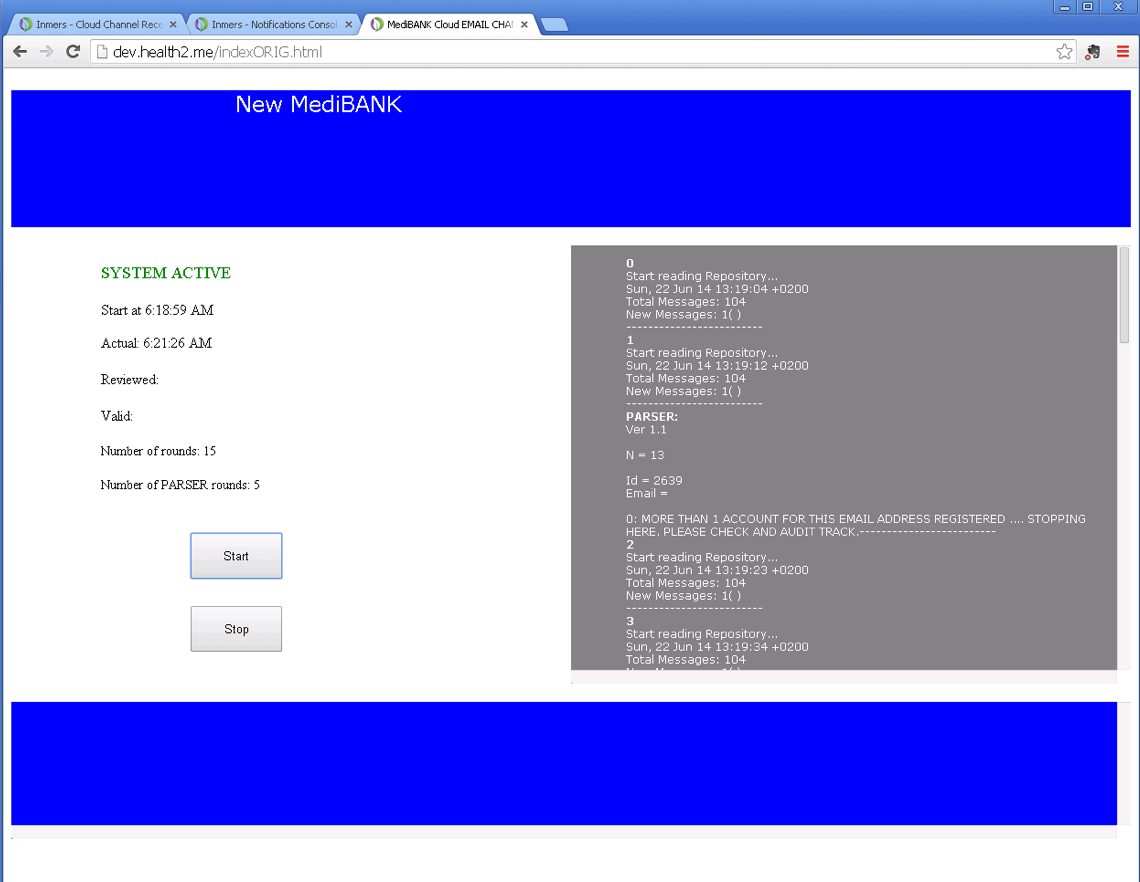 Inmers - Cloud Channel Rece
Inmers - Notifications Consol
MediBANK Cloud EMAIL CHA
dev.health2.me/indexORIG.html
New MediBANK
SYSTEM ACTIVE
Start at 6:18:59 AM
Actual: 6:21:26 AM
Reviewed:
Valid:
Number of rounds: 15
Number of PARSER rounds: 5
Start
Stop
0
Start reading Repository...
Sun, 22 Jun 14 13:19:04 +0200
Total Messages: 104
New Messages: 1( )
-------------------------
1
Start reading Repository...
Sun, 22 Jun 14 13:19:12 +0200
Total Messages: 104
New Messages: 1( )
-------------------------
PARSER:
Ver 1.1
N = 13
Id = 2639
Email =
0: MORE THAN 1 ACCOUNT FOR THIS EMAIL ADDRESS REGISTERED .... STOPPING
HERE. PLEASE CHECK AND AUDIT TRACK.-------------------------
2
Start reading Repository...
Sun, 22 Jun 14 13:19:23 +0200
Total Messages: 104
New Messages: 1( )
-------------------------
3
Start reading Repository...
Sun, 22 Jun 14 13:19:34 +0200
Total Messages: 104